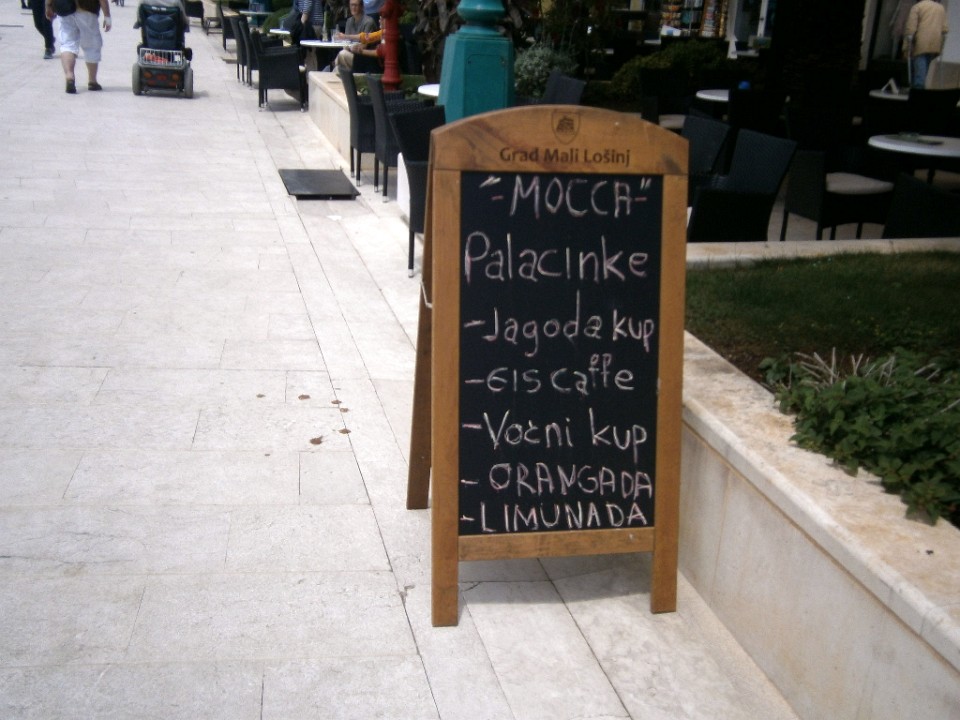 Grad Mali Lošinj
"-MOCCA-"
Palacinke
-Jagoda kup
-EIS caffe
-Voćni kup
-ORANGADA
-LIMUNADA